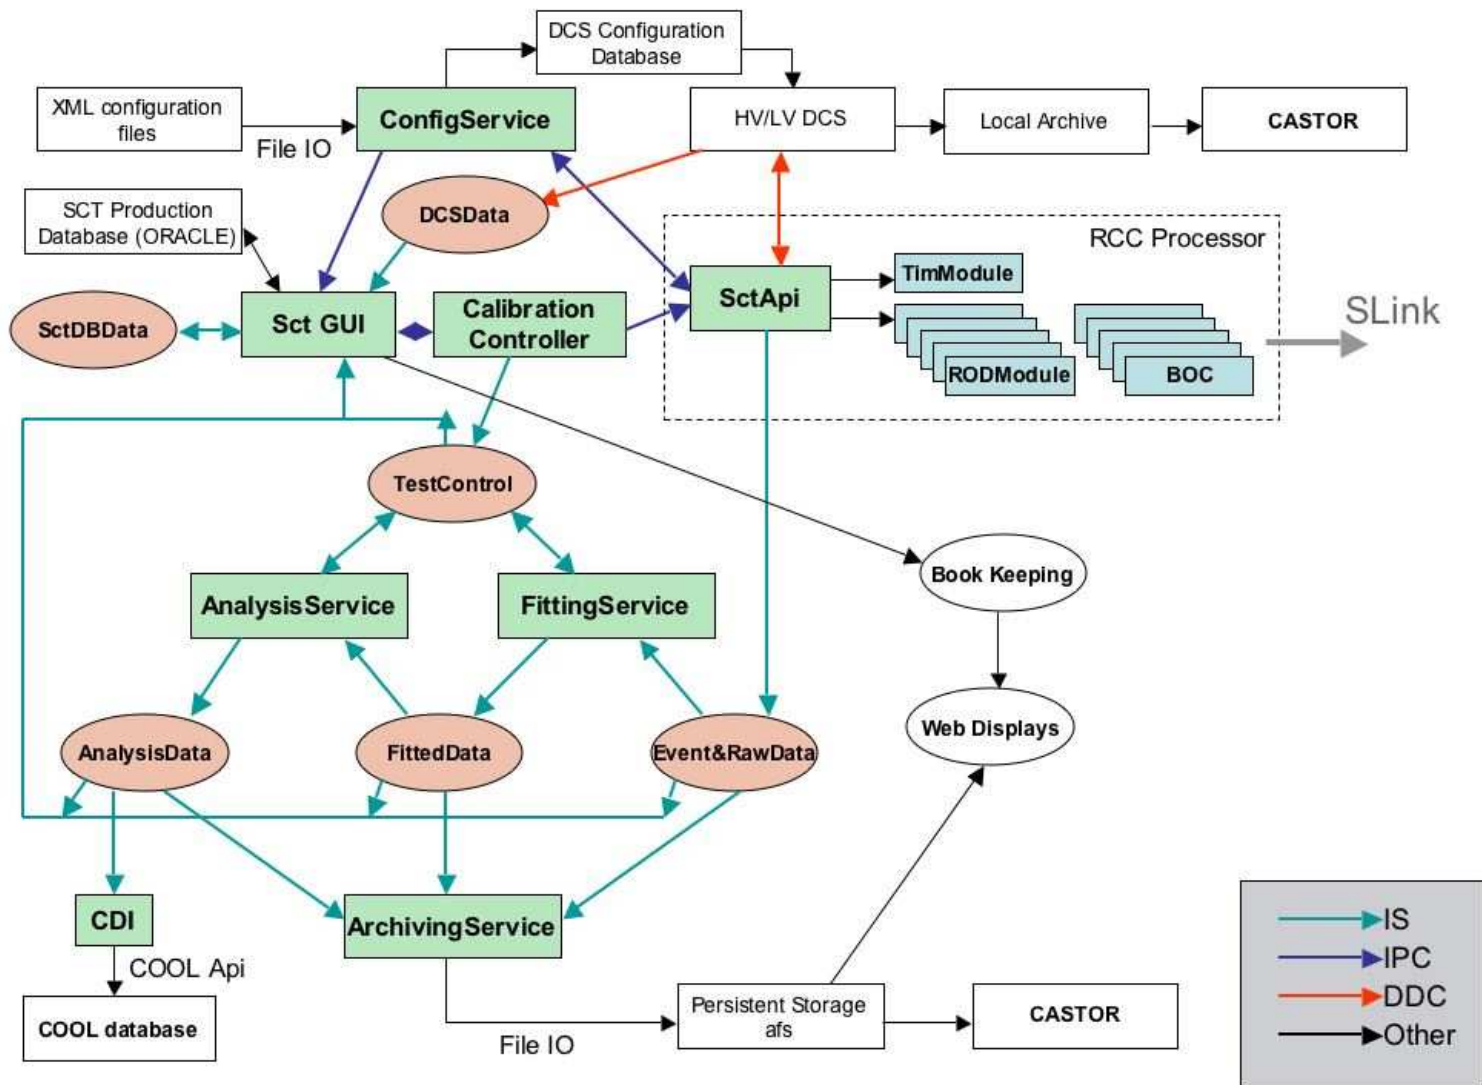 DCS Configuration
Database
XML configuration
files
File IO
ConfigService
HV/LV DCS
Local Archive
CASTOR
SCT Production
Database (ORACLE)
DCSData
RCC Processor
SctApi
TimModule
SctDBData
Sct GUI
Calibration
Controller
RODModule
BOC
SLink
TestControl
AnalysisService
FittingService
Book Keeping
AnalysisData
FittedData
Event&RawData
Web Displays
CDI
ArchivingService
COOL Api
COOL database
File IO
Persistent Storage
afs
CASTOR
IS
IPC
DDC
Other